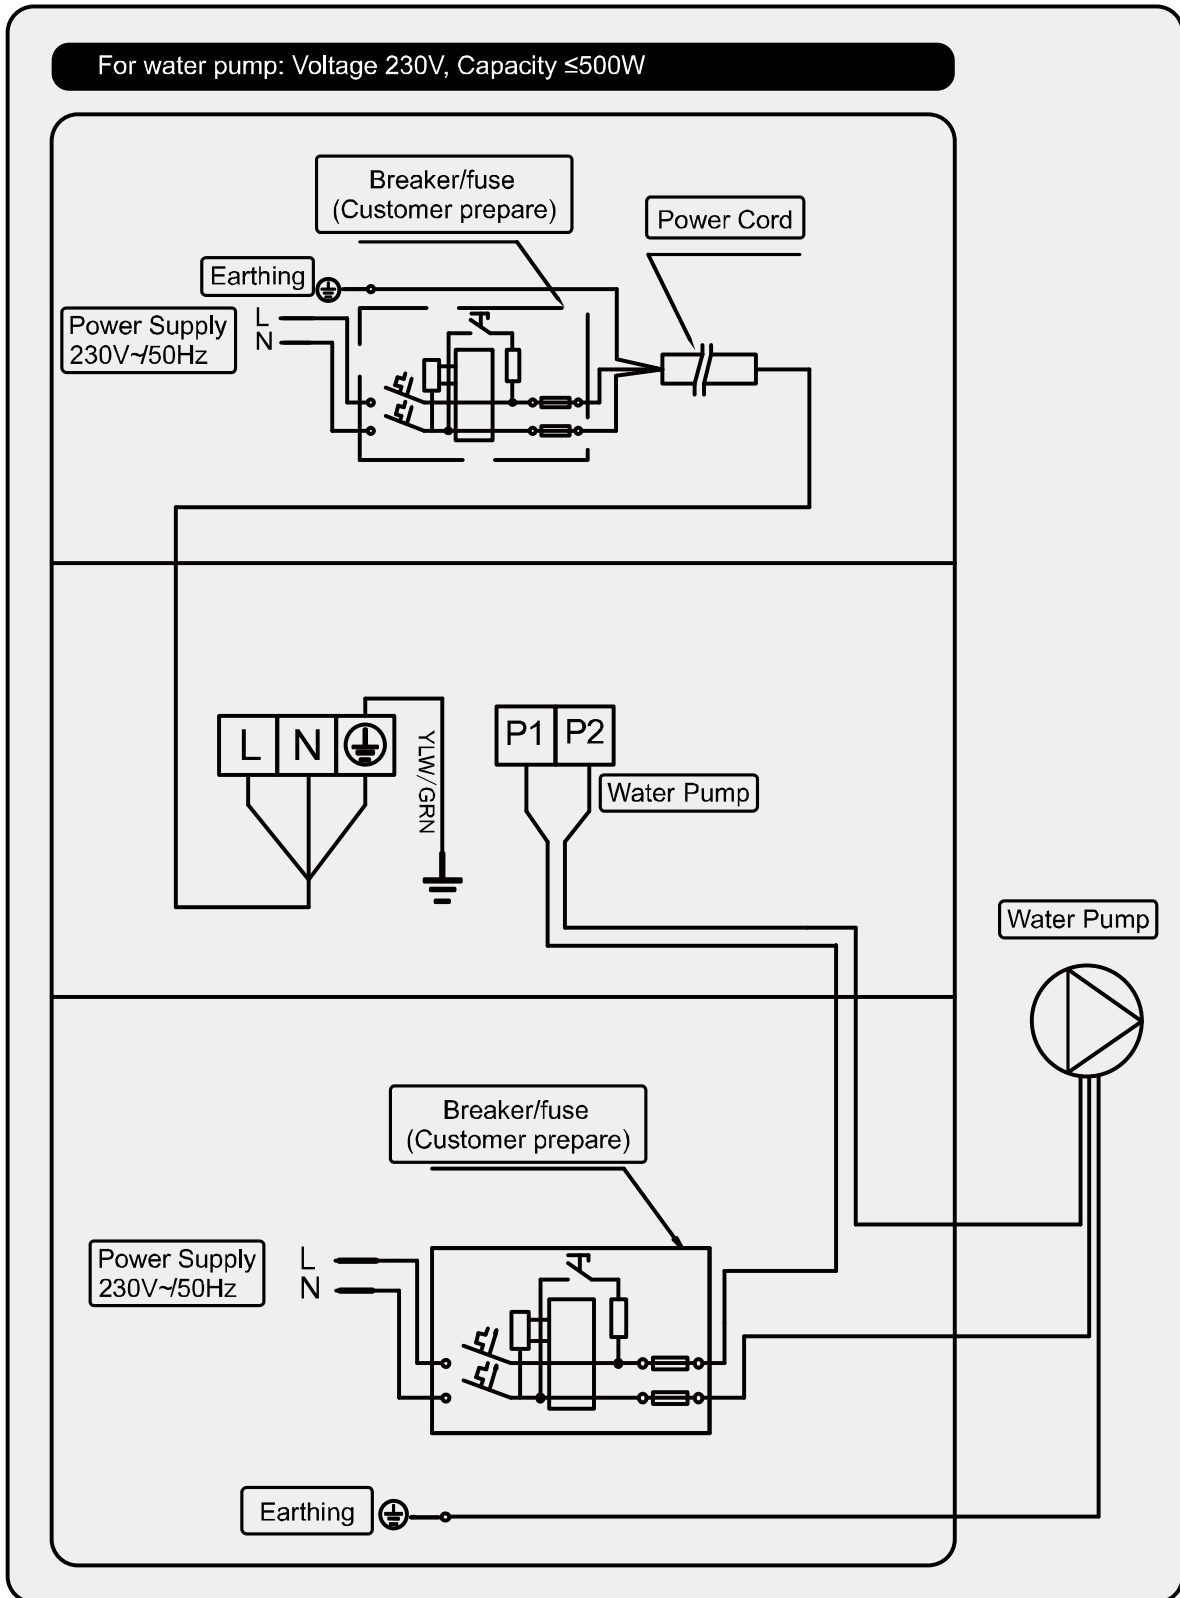 For water pump: Voltage 230V, Capacity ≤500W
Breaker/fuse
(Customer prepare)
Power Cord
Earthing
Power Supply
230V~/50Hz
L
N
L N
P1 P2
YLW/GRN
Water Pump
Water Pump
Breaker/fuse
(Customer prepare)
Power Supply
230V~/50Hz
L
N
Earthing